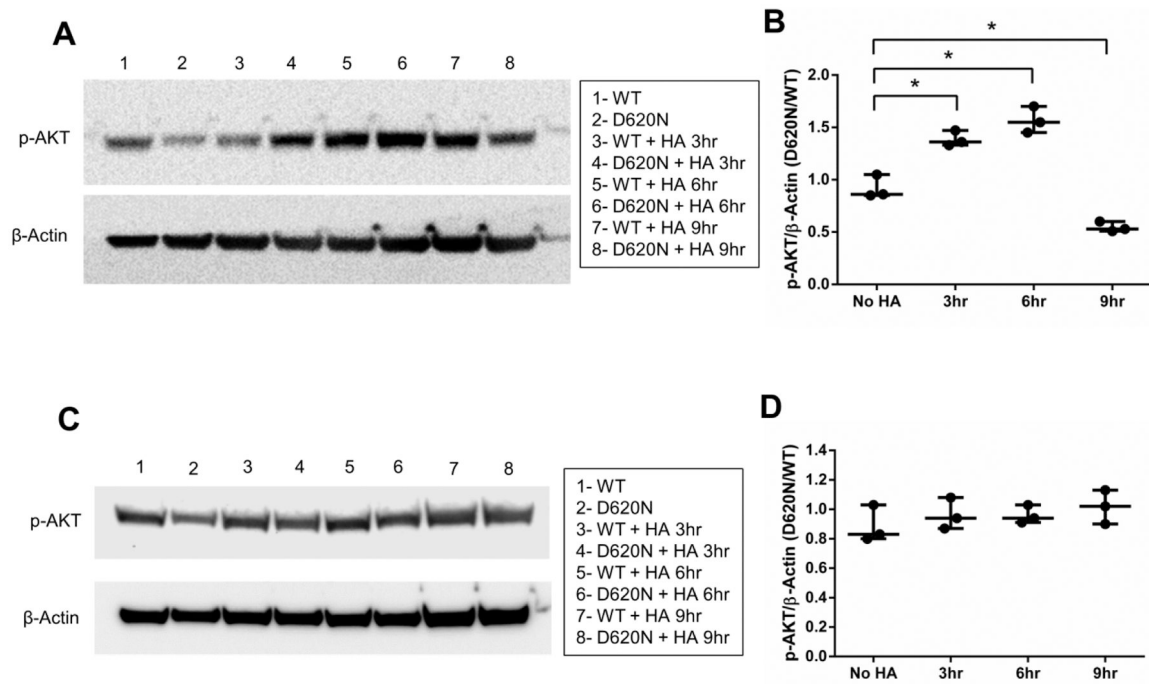 A
1 2 3 4 5 6 7 8
p-AKT
β-Actin
1- WT
2- D620N
3- WT + HA 3hr
4- D620N + HA 3hr
5- WT + HA 6hr
6- D620N + HA 6hr
7- WT + HA 9hr
8- D620N + HA 9hr
B
*
*
*
p-AKT/β-Actin (D620N/WT)
2.0
1.5
1.0
0.5
0.0
No HA 3hr 6hr 9hr
C
1 2 3 4 5 6 7 8
p-AKT
β-Actin
1- WT
2- D620N
3- WT + HA 3hr
4- D620N + HA 3hr
5- WT + HA 6hr
6- D620N + HA 6hr
7- WT + HA 9hr
8- D620N + HA 9hr
D
p-AKT/β-Actin (D620N/WT)
1.4
1.2
1.0
0.8
0.6
0.4
0.2
0.0
No HA 3hr 6hr 9hr